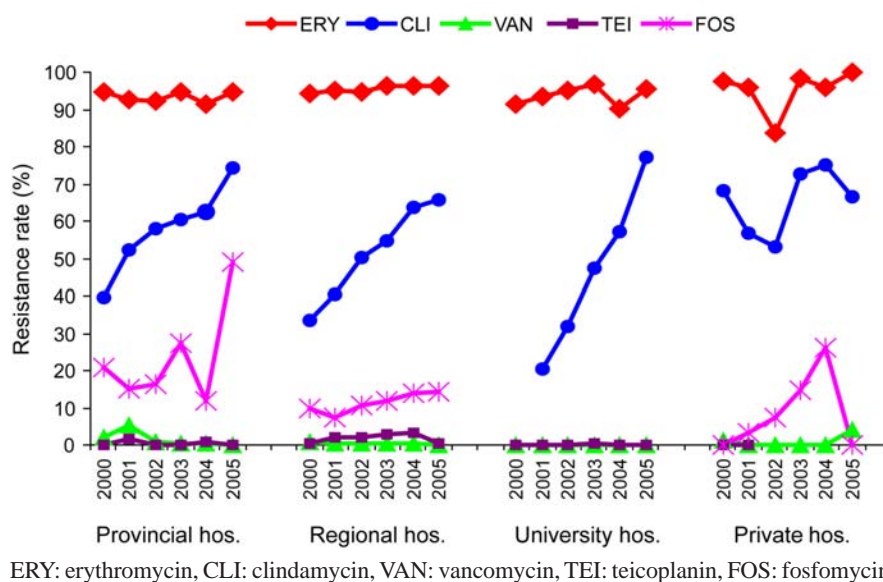 ERY CLI VAN TEI FOS
Resistance rate (%)
100
90
80
70
60
50
40
30
20
10
0
2000 2001 2002 2003 2004 2005 2000 2001 2002 2003 2004 2005 2000 2001 2002 2003 2004 2005 2000 2001 2002 2003 2004 2005
Provincial hos. Regional hos. University hos. Private hos.
ERY: erythromycin, CLI: clindamycin, VAN: vancomycin, TEI: teicoplanin, FOS: fosfomycin